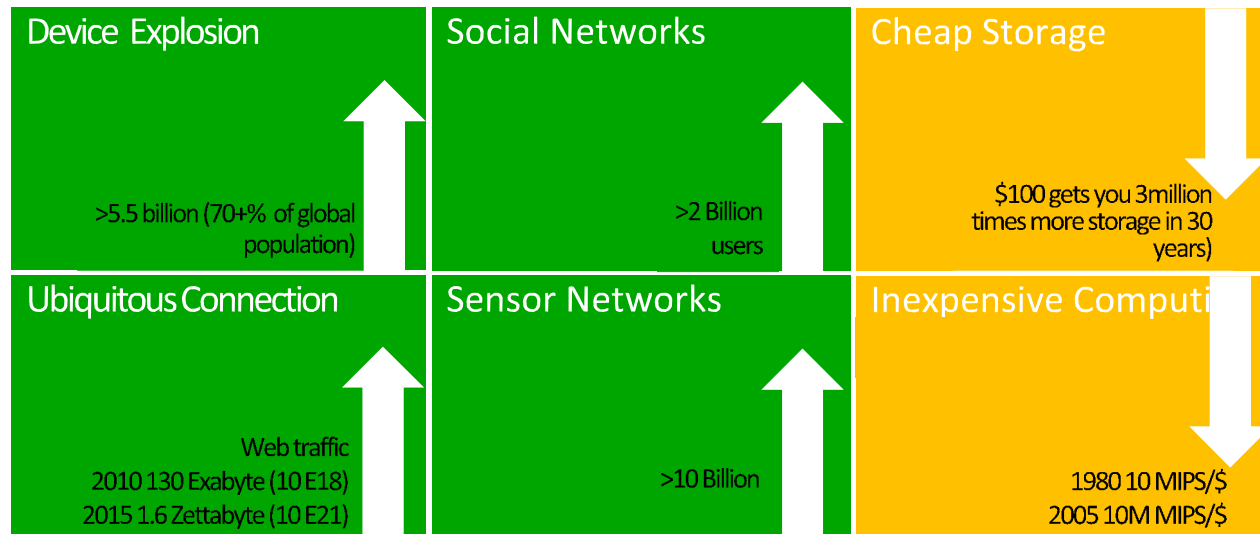 Device Explosion
>5.5 billion (70+% of global
population)
Social Networks
>2 Billion
users
Cheap Storage
$100 gets you 3million
times more storage in 30
years)
Ubiquitous Connection
Web traffic
2010 130 Exabyte (10 E18)
2015 1.6 Zettabyte (10 E21)
Sensor Networks
>10 Billion
Inexpensive Computi
1980 10 MIPS/$
2005 10M MIPS/$